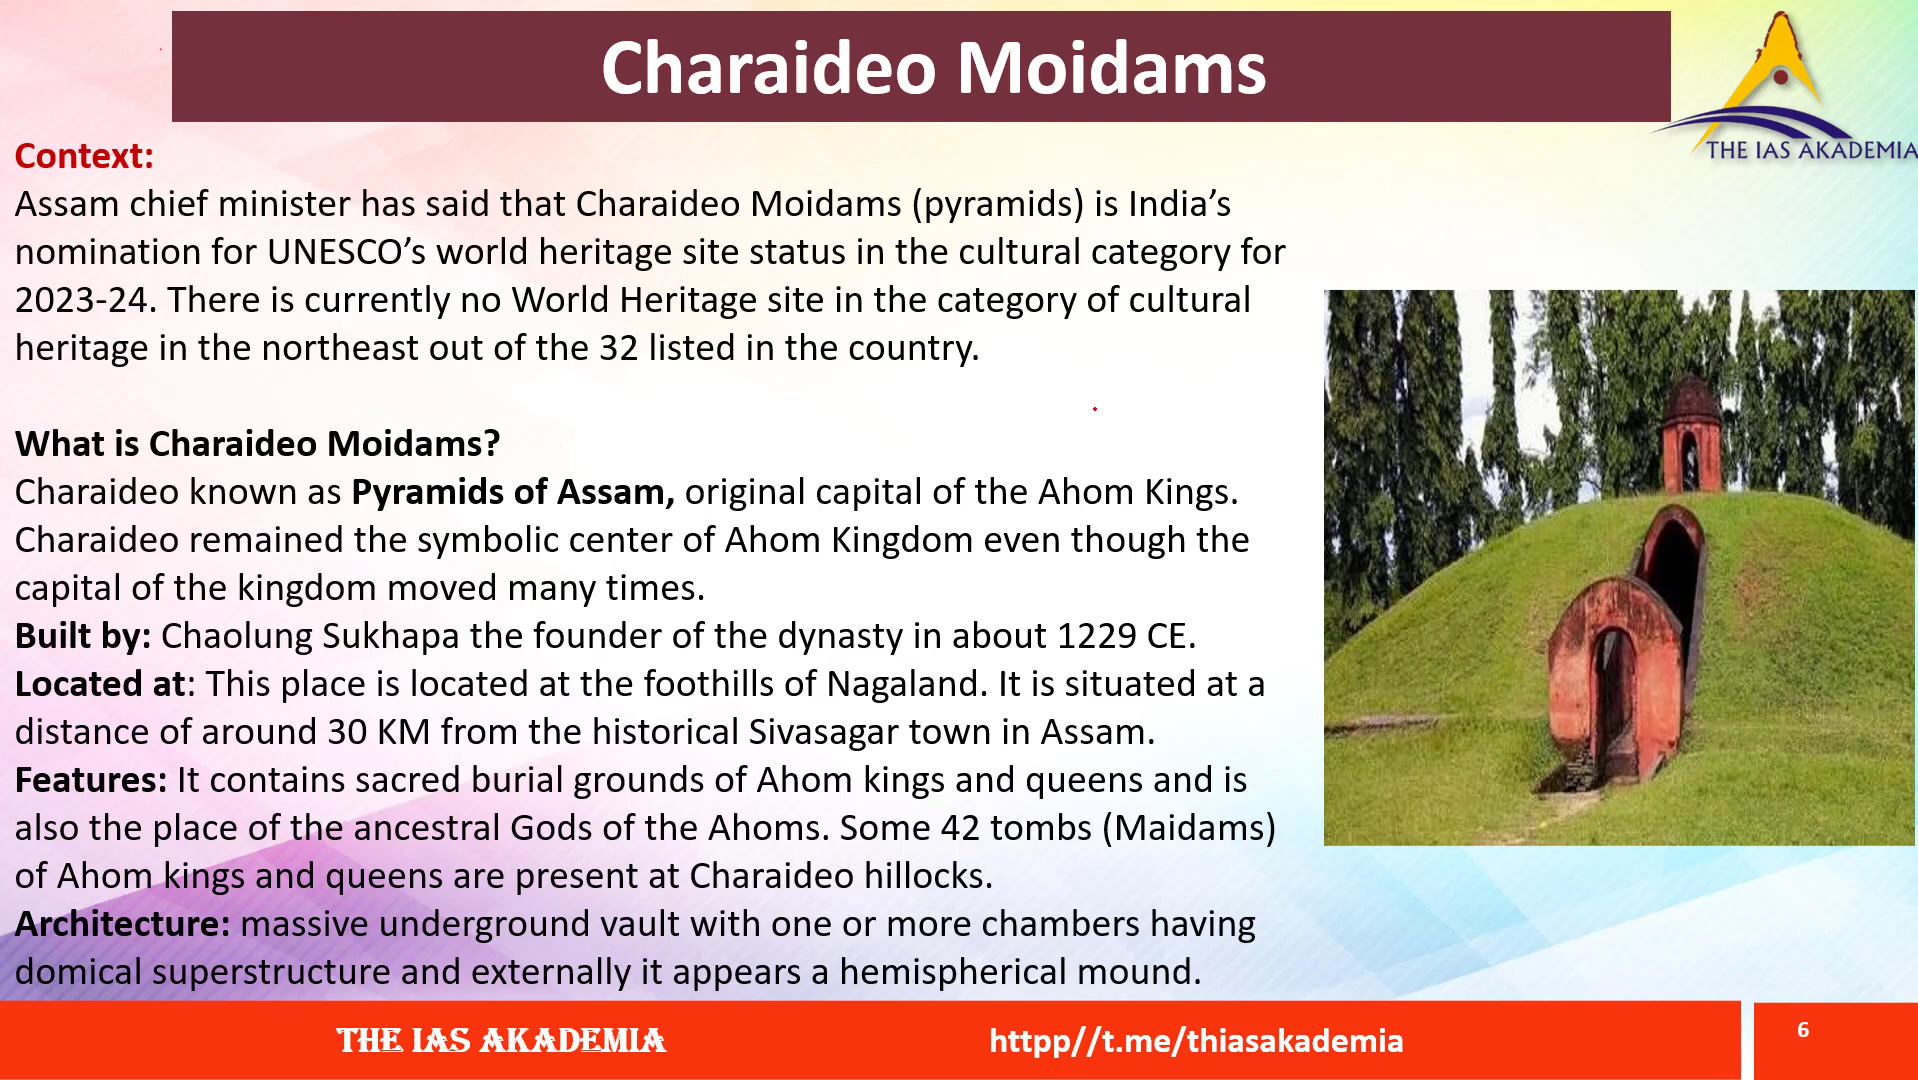 Charaideo Moidams
THE IAS AKADEMIA
Context:
Assam chief minister has said that Charaideo Moidams (pyramids) is India’s
nomination for UNESCO’s world heritage site status in the cultural category for
2023-24. There is currently no World Heritage site in the category of cultural
heritage in the northeast out of the 32 listed in the country.
What is Charaideo Moidams?
Charaideo known as Pyramids of Assam, original capital of the Ahom Kings.
Charaideo remained the symbolic center of Ahom Kingdom even though the
capital of the kingdom moved many times.
Built by: Chaolung Sukhapa the founder of the dynasty in about 1229 CE.
Located at: This place is located at the foothills of Nagaland. It is situated at a
distance of around 30 KM from the historical Sivasagar town in Assam.
Features: It contains sacred burial grounds of Ahom kings and queens and is
also the place of the ancestral Gods of the Ahoms. Some 42 tombs (Maidams)
of Ahom kings and queens are present at Charaideo hillocks.
Architecture: massive underground vault with one or more chambers having
domical superstructure and externally it appears a hemispherical mound.
THE IAS AKADEMIA
httpp//t.me/thiasakademia
6